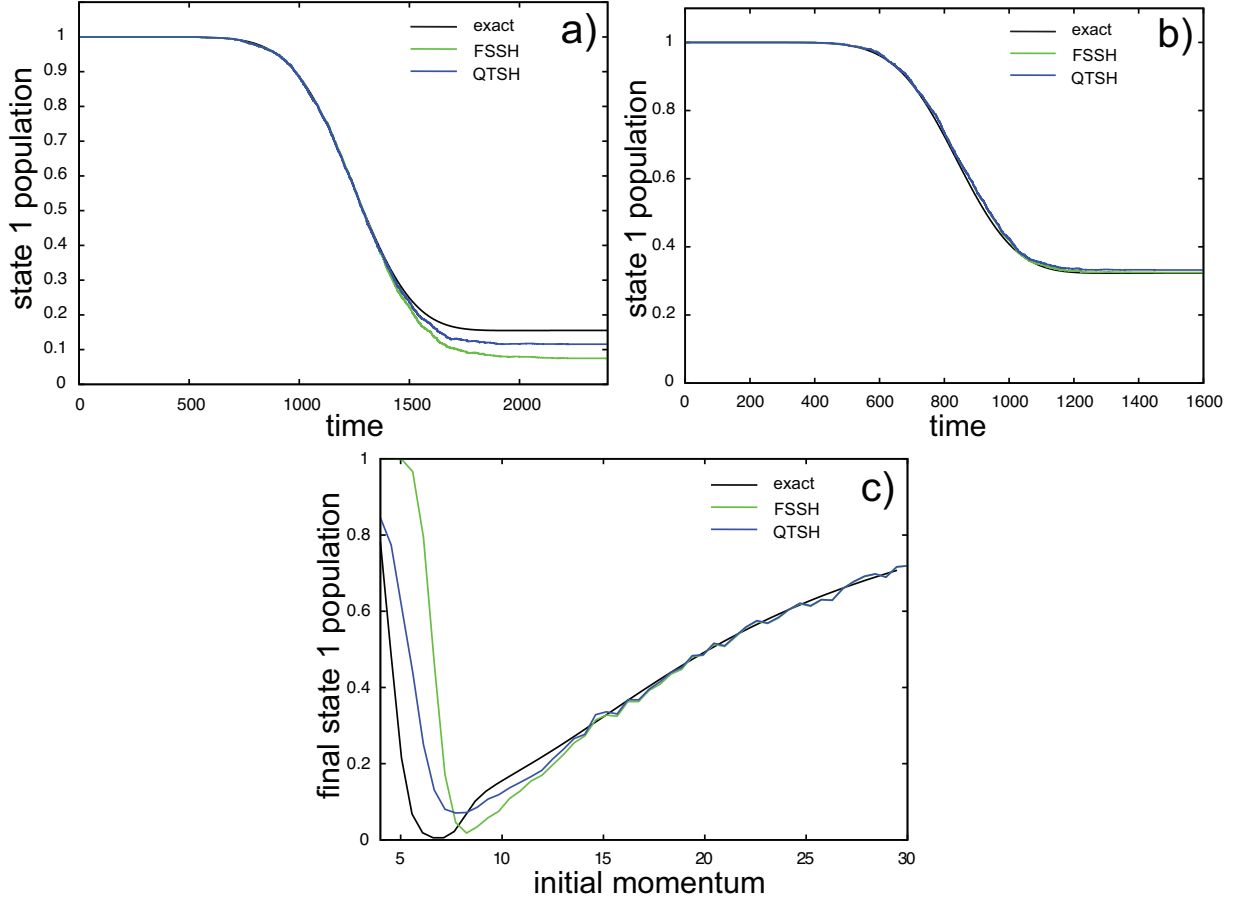 a)
exact
FSSH
QTSH
state 1 population
1
0.9
0.8
0.7
0.6
0.5
0.4
0.3
0.2
0.1
0
0
500
1000
1500
2000
time
b)
exact
FSSH
QTSH
state 1 population
1
0.8
0.6
0.4
0.2
0
0
200
400
600
800
1000
1200
1400
1600
time
c)
exact
FSSH
QTSH
final state 1 population
1
0.8
0.6
0.4
0.2
0
5
10
15
20
25
30
initial momentum